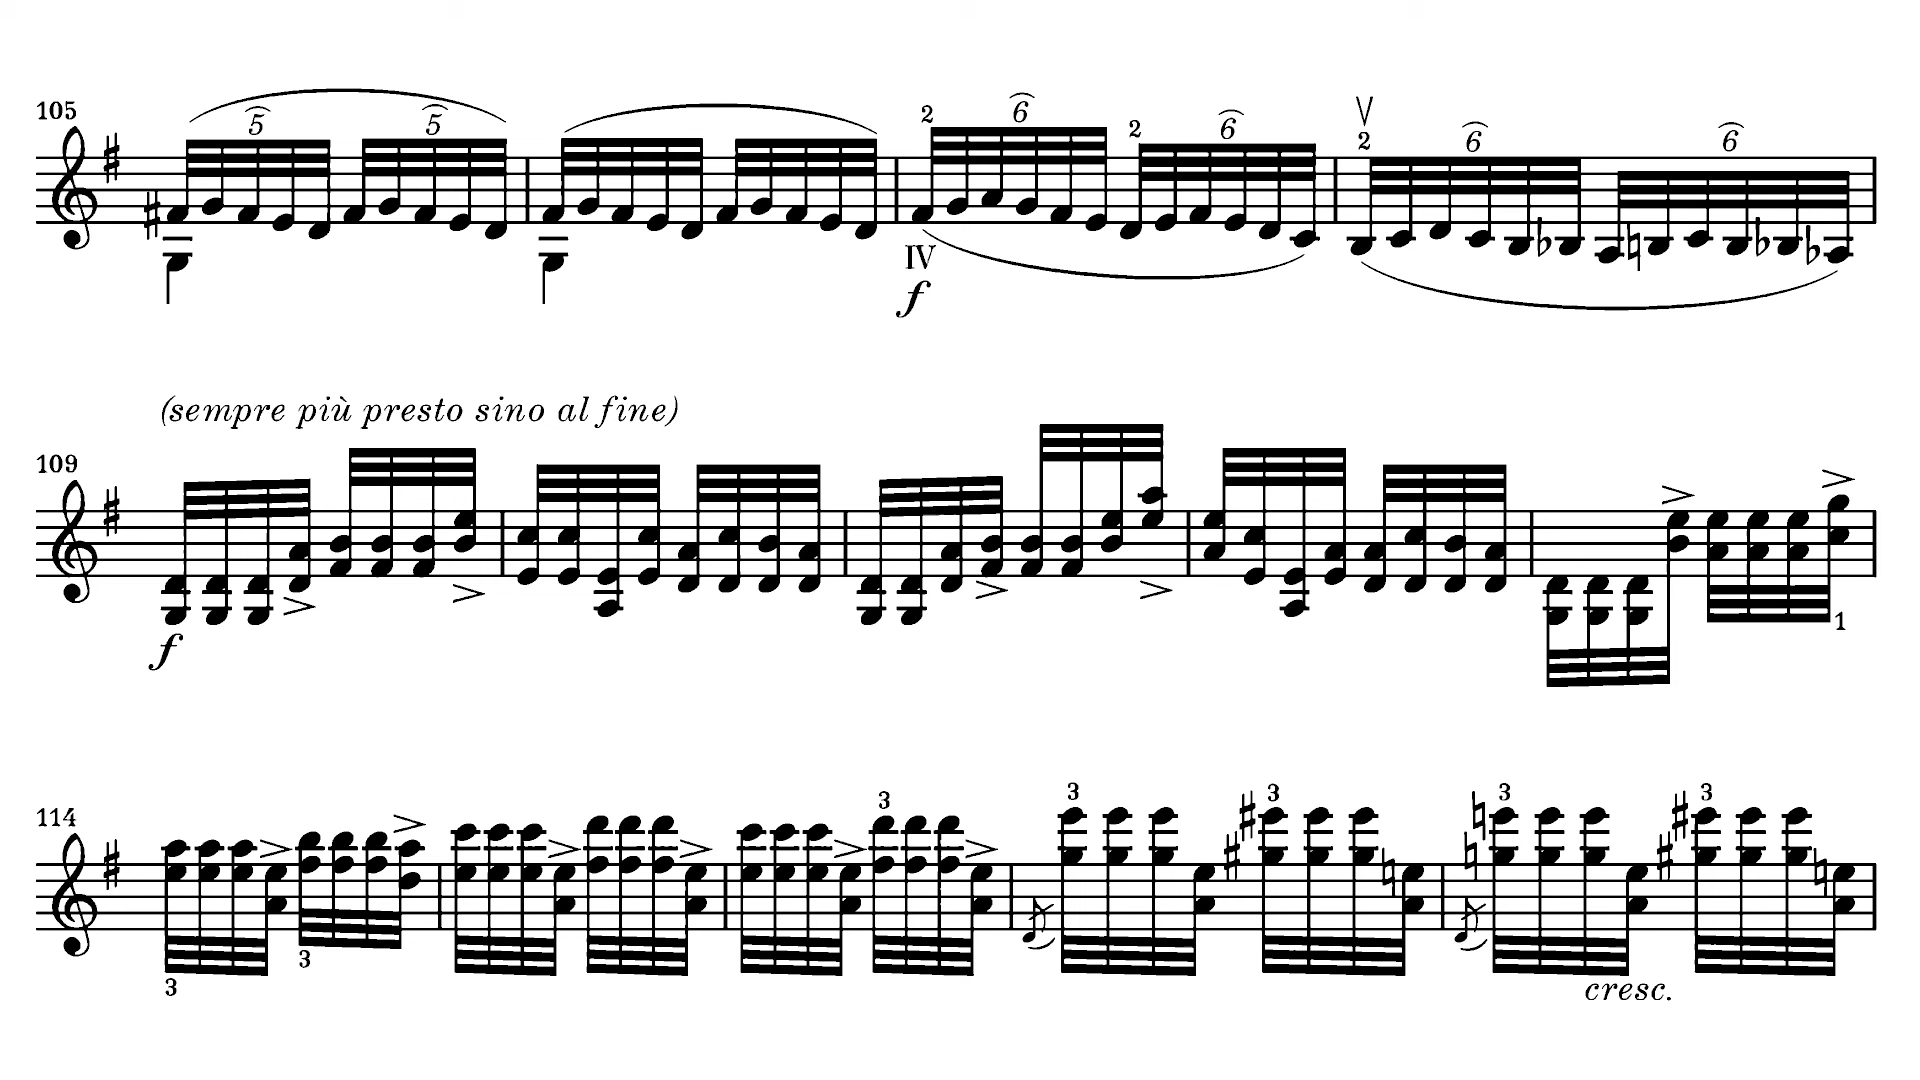 105 5 5 2 6 2 6 2 6 6
IV
f
(sempre più presto sino al fine)
109
f 1
114 3 3 3 3 3 3
3 3
cresc.